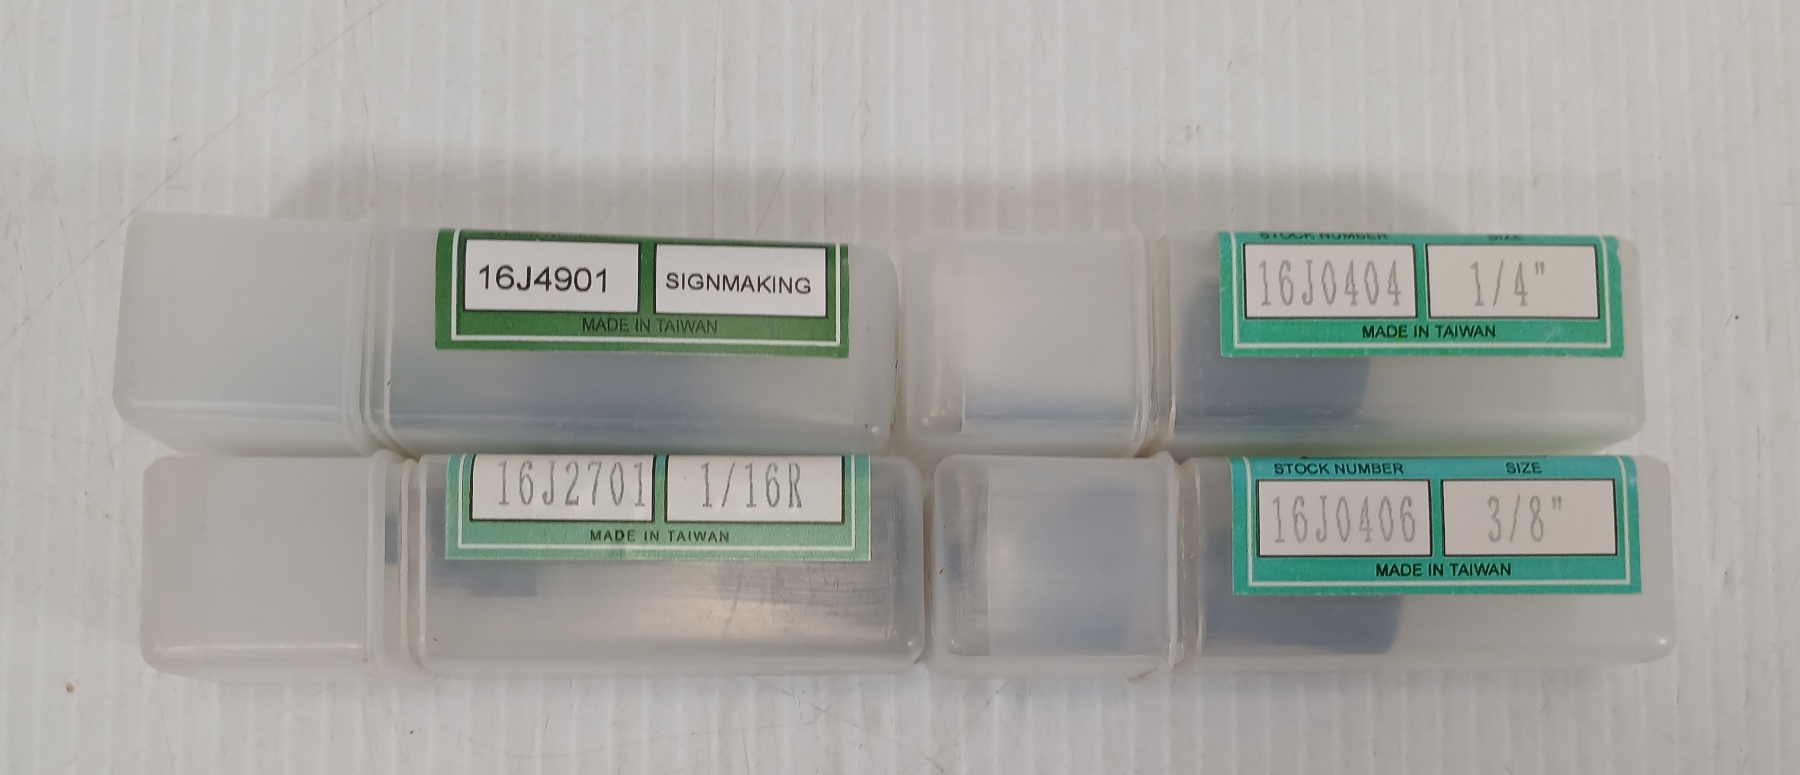 16J4901 SIGNMAKING
MADE IN TAIWAN
STOCK NUMBER SIZE
16J0404 1/4"
MADE IN TAIWAN
16J2701 1/16R
MADE IN TAIWAN
STOCK NUMBER SIZE
16J0406 3/8"
MADE IN TAIWAN